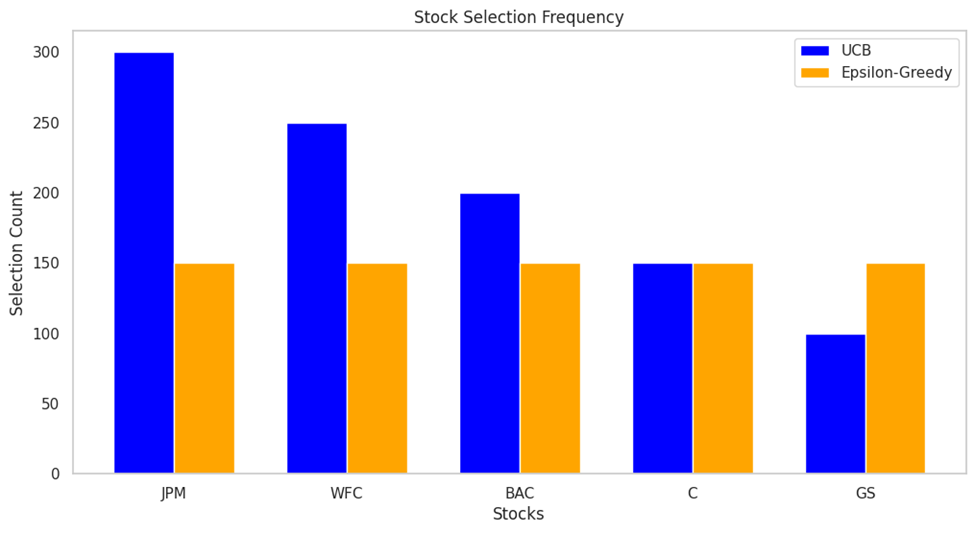 Stock Selection Frequency
UCB
Epsilon-Greedy
Selection Count
300
250
200
150
100
50
0
JPM WFC BAC C GS
Stocks